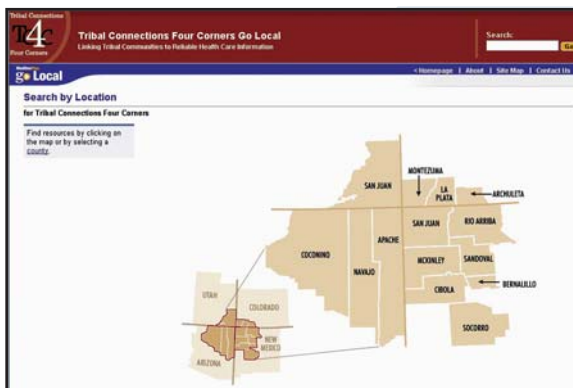 Tribal Connections
T4C
Four Corners
Tribal Connections Four Corners Go Local
Linking Tribal Communities to Reliable Health Care Information
Search:
Go
MedlinePlus
go Local
< Homepage | About | Site Map | Contact Us
Search by Location
for Tribal Connections Four Corners
Find resources by clicking on
the map or by selecting a
county.
SAN JUAN
MONTEZUMA
LA
PLATA
ARCHULETA
COCONINO
NAVAJO
APACHE
SAN JUAN
RIO ARRIBA
MCKINLEY
SANDOVAL
BERNALILLO
CIBOLA
SOCORRO
UTAH
COLORADO
ARIZONA
NEW
MEXICO